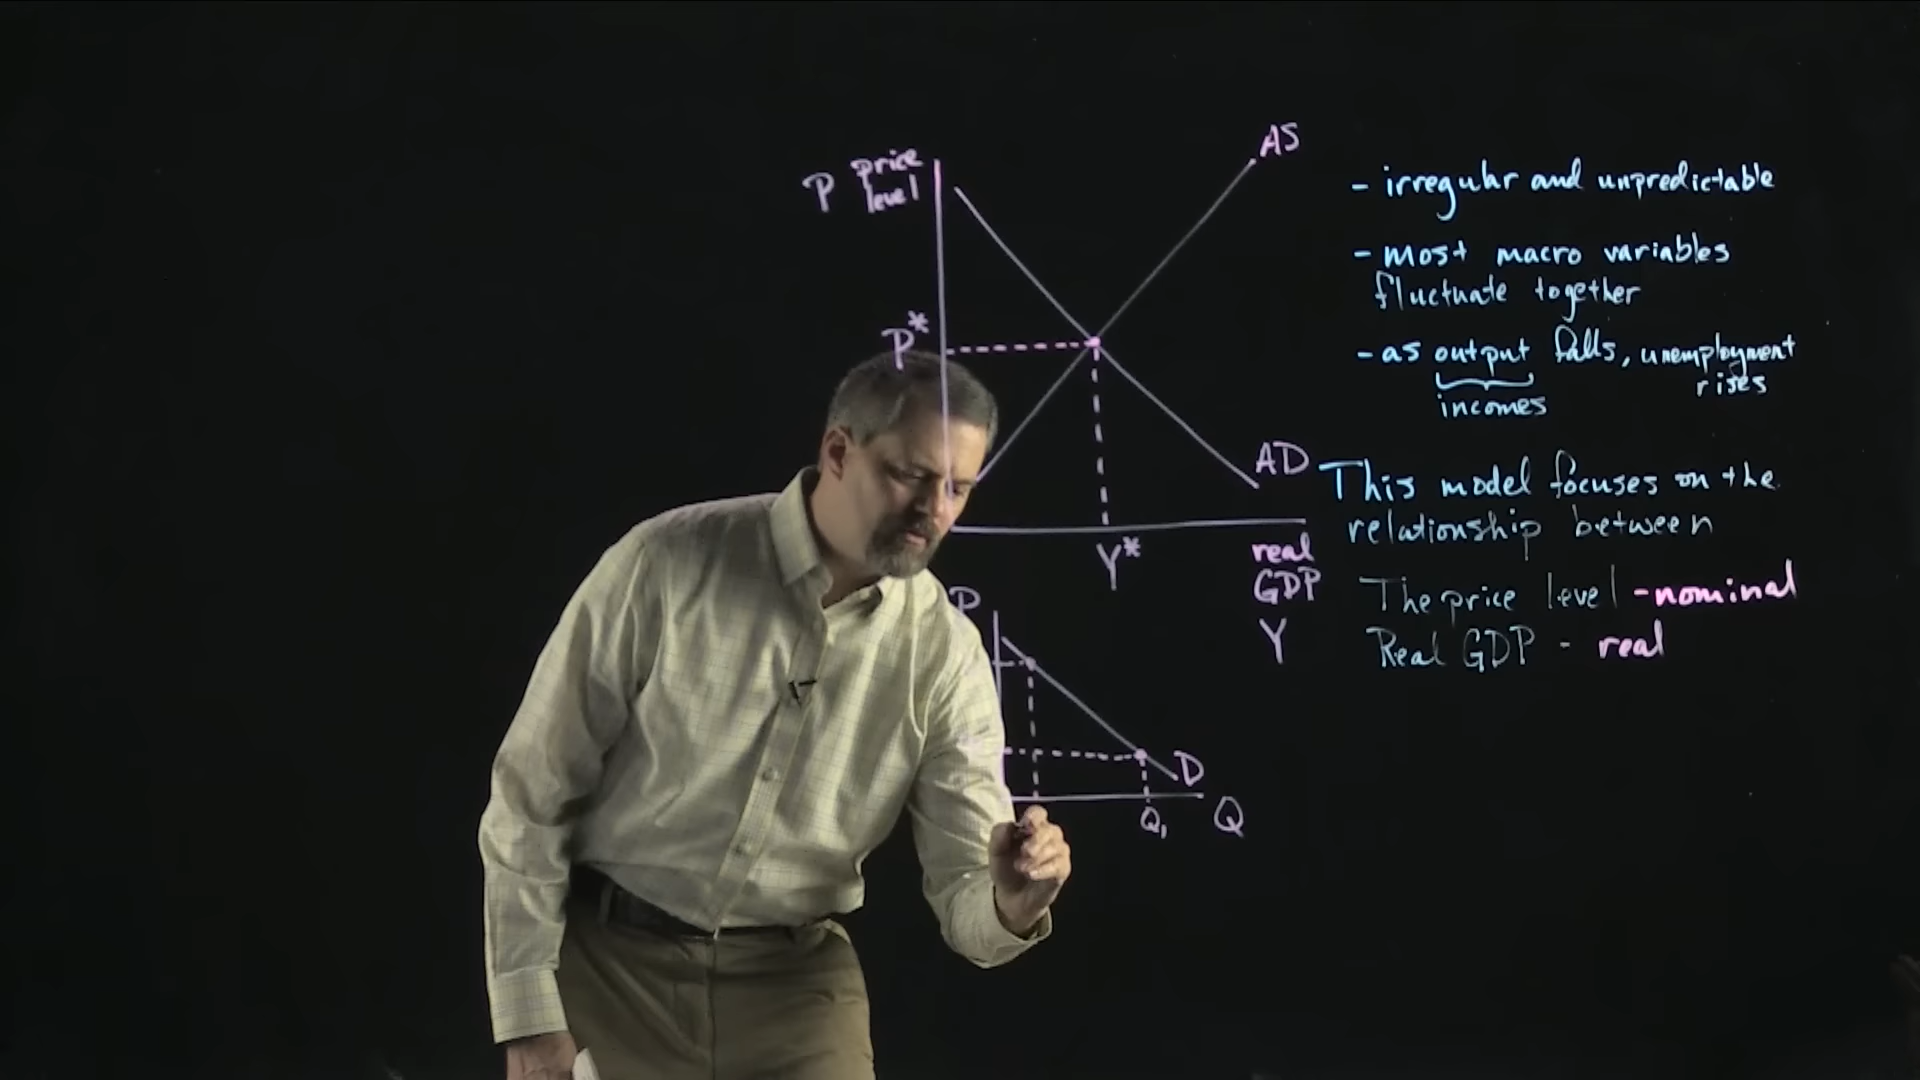 P price
level
AS
P*
AD
Y*
real
GDP
Y
P
D
Q₁
Q
- irregular and unpredictable
- most macro variables
fluctuate together
- as output falls, unemployment
rises
incomes
This model focuses on the
relationship between
The price level - nominal
Real GDP - real